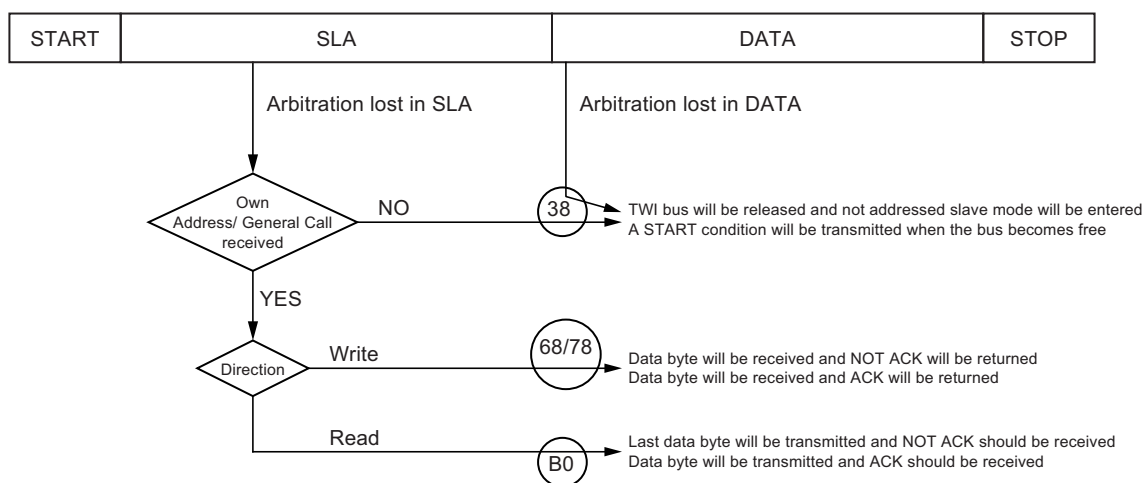 START SLA DATA STOP
Arbitration lost in SLA
Arbitration lost in DATA
Own
Address/ General Call
received
NO
38
TWI bus will be released and not addressed slave mode will be entered
A START condition will be transmitted when the bus becomes free
YES
Direction
Write
68/78
Data byte will be received and NOT ACK will be returned
Data byte will be received and ACK will be returned
Read
B0
Last data byte will be transmitted and NOT ACK should be received
Data byte will be transmitted and ACK should be received